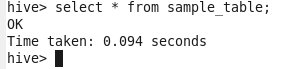 hive> select * from sample_table;
OK
Time taken: 0.094 seconds
hive>